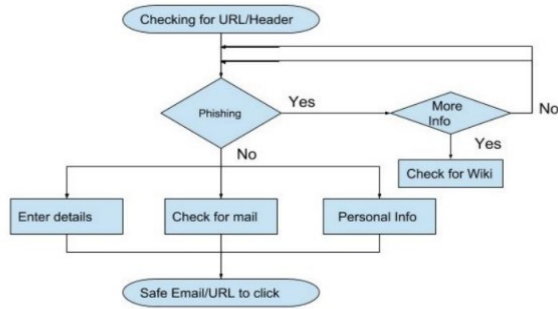 Checking for URL/Header
Phishing
Yes
More
Info
No
Yes
No
Check for Wiki
Enter details
Check for mail
Personal Info
Safe Email/URL to click